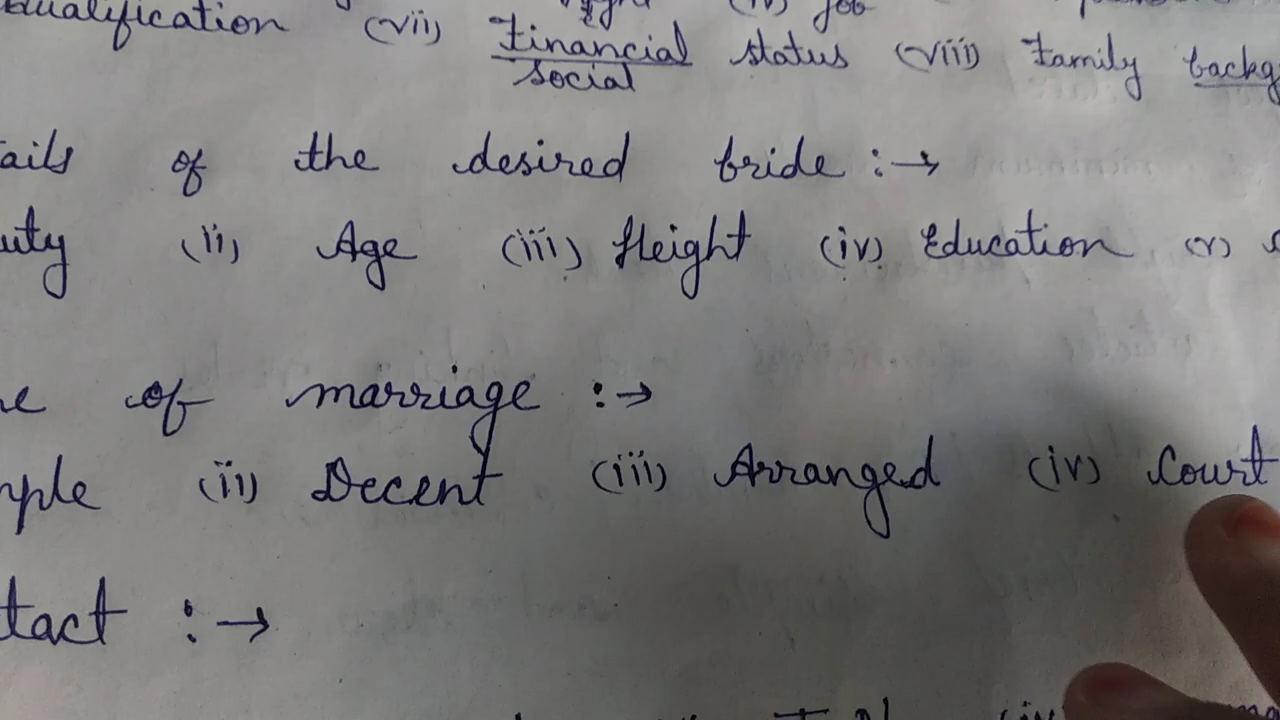 ualification (vii) Financial status (viii) Family backg
social
ails of the desired bride :→
uty (ii) Age (iii) Height (iv) Education (v)
e of marriage :→
mple (ii) Decent (iii) Arranged (iv) Court
tact :→